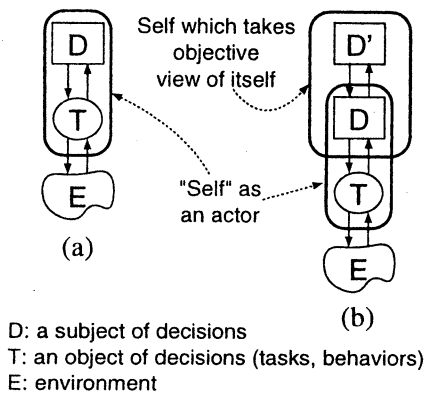 D
T
E
(a)
Self which takes
objective
view of itself
"Self" as
an actor
D'
D
T
E
(b)
D: a subject of decisions
T: an object of decisions (tasks, behaviors)
E: environment